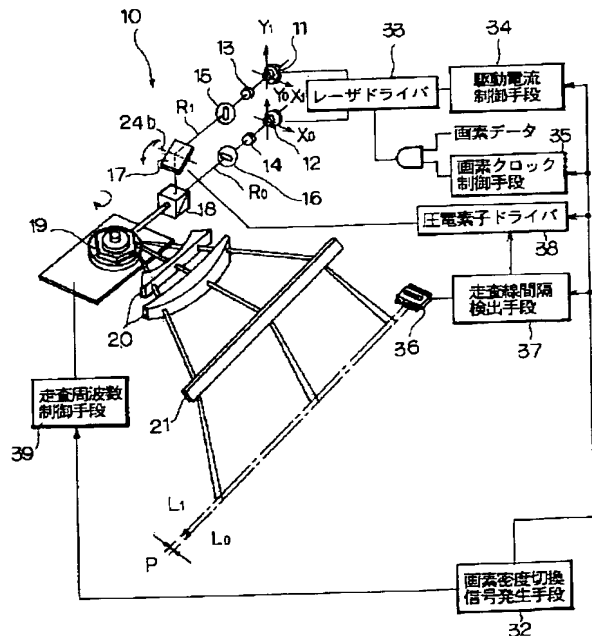 10
11
13
15
Y1
33
34
レーザドライバ
駆動電流
制御手段
R1
24b
Y0 X1
X0
12
14
17
16
R0
18
画素データ
35
画素クロック
制御手段
圧電素子ドライバ
38
19
20
36
走査線間隔
検出手段
37
走査周波数
制御手段
39
21
L1
L0
P
画素密度切換
信号発生手段
32